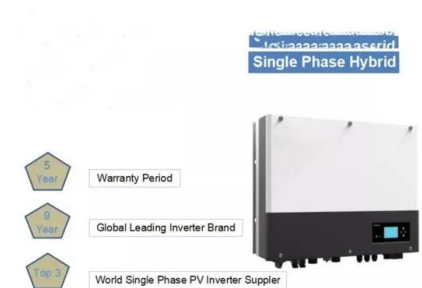 Single Phase Hybrid
5
Year
Warranty Period
9
Year
Global Leading Inverter Brand
Top 3
World Single Phase PV Inverter Suppler